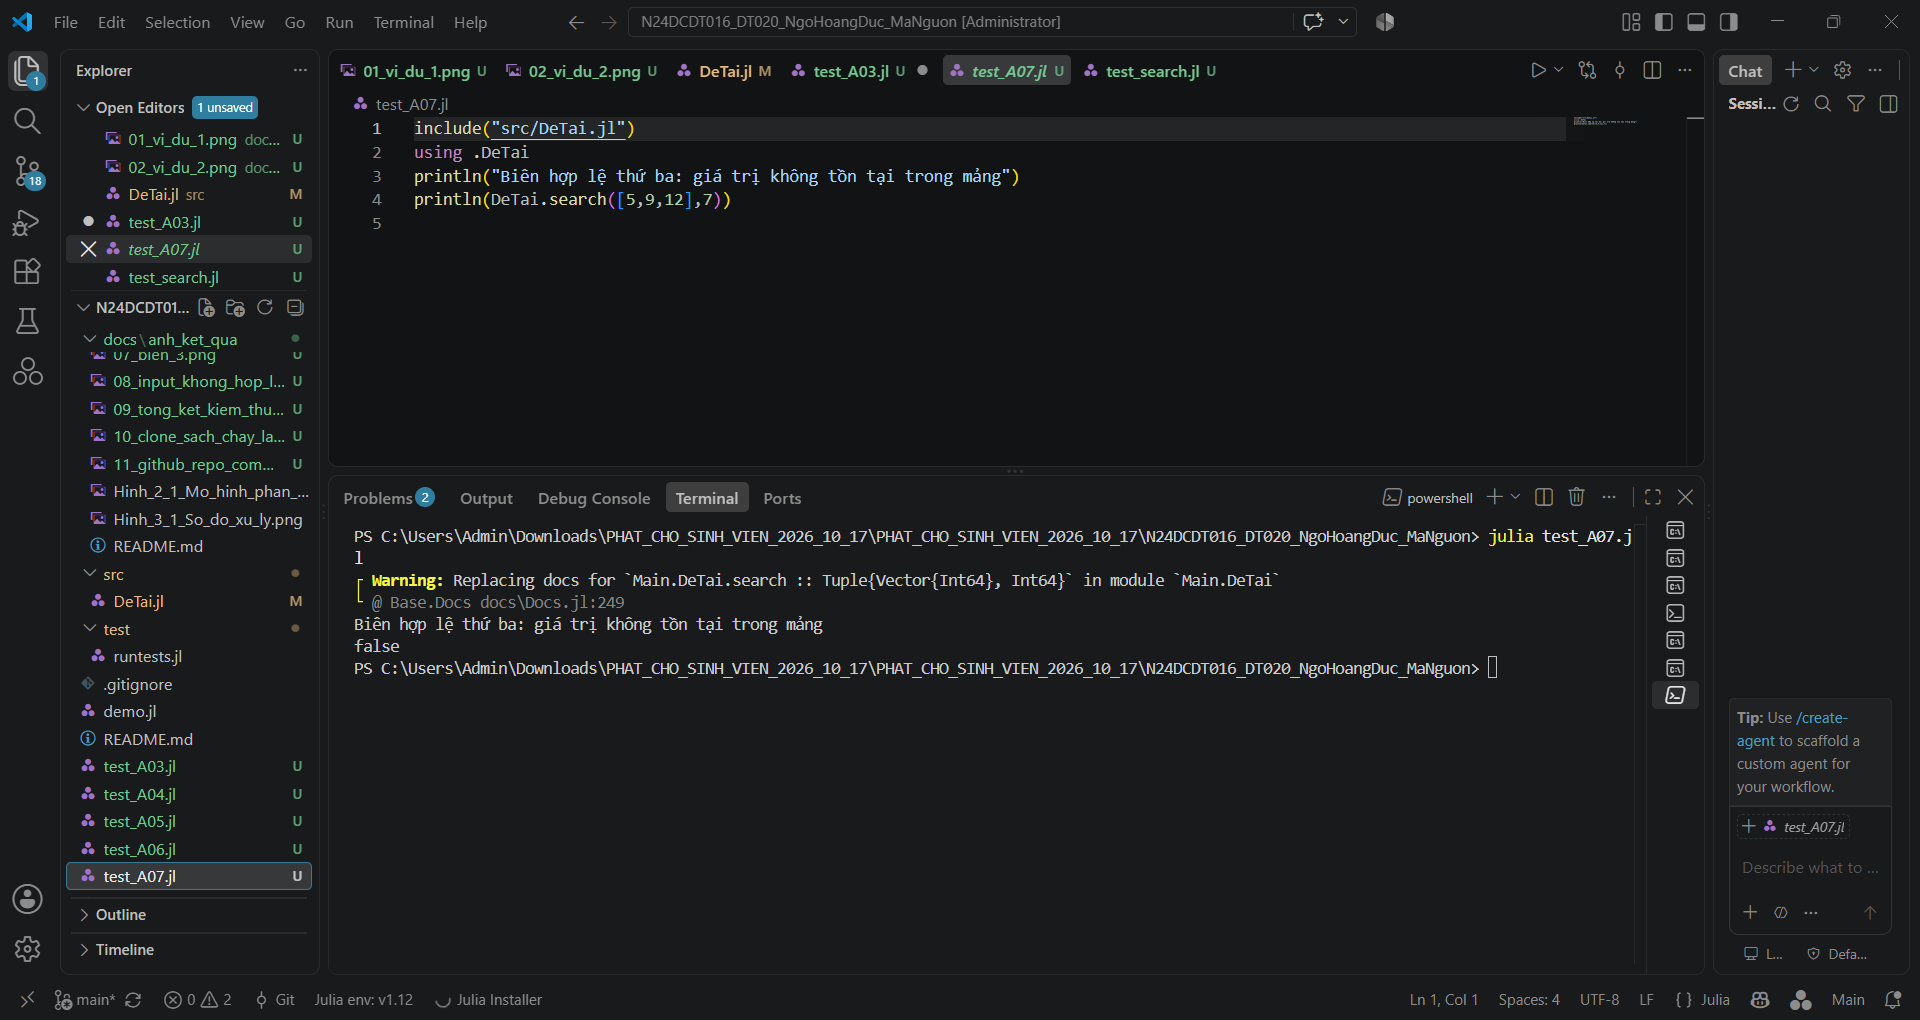 File Edit Selection View Go Run Terminal Help
N24DCDT016_DT020_NgoHoangDuc_MaNguon [Administrator]
Explorer
Open Editors 1 unsaved
01_vi_du_1.png doc... U
02_vi_du_2.png doc... U
DeTai.jl src M
test_A03.jl U
test_A07.jl U
test_search.jl U
N24DCDT01...
docs\anh_ket_qua
07_bien_3.png U
08_input_khong_hop_l... U
09_tong_ket_kiem_thu... U
10_clone_sach_chay_la... U
11_github_repo_com... U
Hinh_2_1_Mo_hinh_phan_...
Hinh_3_1_So_do_xu_ly.png
README.md
src
DeTai.jl M
test
runtests.jl
.gitignore
demo.jl
README.md
test_A03.jl U
test_A04.jl U
test_A05.jl U
test_A06.jl U
test_A07.jl U
Outline
Timeline
1
18
01_vi_du_1.png U 02_vi_du_2.png U DeTai.jl M test_A03.jl U test_A07.jl U test_search.jl U
test_A07.jl
1 include("src/DeTai.jl")
2 using .DeTai
3 println("Biên hợp lệ thứ ba: giá trị không tồn tại trong mảng")
4 println(DeTai.search([5,9,12],7))
5
Problems 2 Output Debug Console Terminal Ports
powershell
PS C:\Users\Admin\Downloads\PHAT_CHO_SINH_VIEN_2026_10_17\PHAT_CHO_SINH_VIEN_2026_10_17\N24DCDT016_DT020_NgoHoangDuc_MaNguon> julia test_A07.j
l
Warning: Replacing docs for `Main.DeTai.search :: Tuple{Vector{Int64}, Int64}` in module `Main.DeTai`
@ Base.Docs docs\Docs.jl:249
Biên hợp lệ thứ ba: giá trị không tồn tại trong mảng
false
PS C:\Users\Admin\Downloads\PHAT_CHO_SINH_VIEN_2026_10_17\PHAT_CHO_SINH_VIEN_2026_10_17\N24DCDT016_DT020_NgoHoangDuc_MaNguon>
Chat
Sessi...
Tip: Use /create-
agent to scaffold a
custom agent for
your workflow.
test_A07.jl
Describe what to ...
L... Defa...
main* 0 2 Git Julia env: v1.12 Julia Installer
Ln 1, Col 1 Spaces: 4 UTF-8 LF { } Julia Main